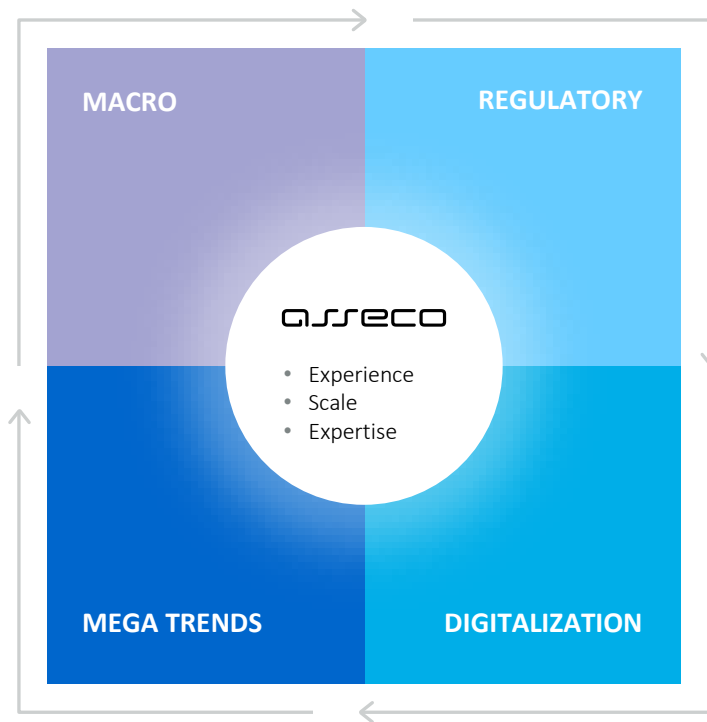 MACRO
REGULATORY
asseco
• Experience
• Scale
• Expertise
MEGA TRENDS
DIGITALIZATION